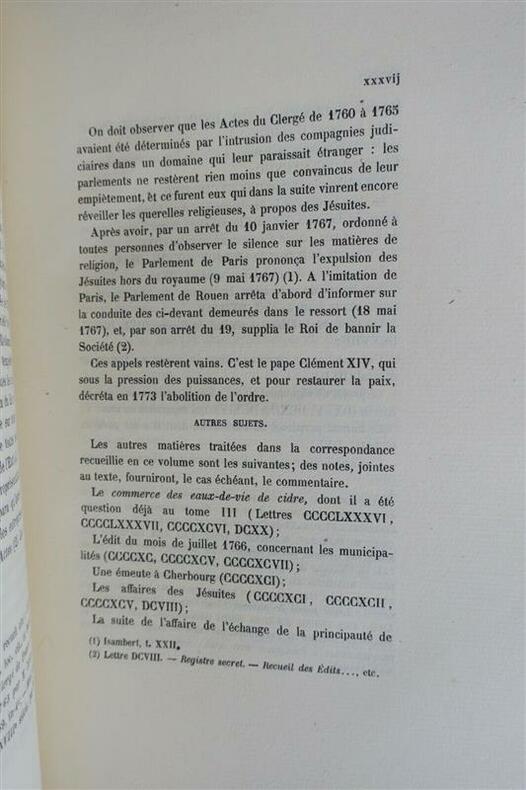 xxxvij
On doit observer que les Actes du Clergé de 1760 à 1765
avaient été déterminés par l'intrusion des compagnies judi-
ciaires dans un domaine qui leur paraissait étranger : les
parlements ne restèrent rien moins que convaincus de leur
empiètement, et ce furent eux qui dans la suite vinrent encore
réveiller les querelles religieuses, à propos des Jésuites.
Après avoir, par un arrêt du 10 janvier 1767, ordonné à
toutes personnes d'observer le silence sur les matières de
religion, le Parlement de Paris prononça l'expulsion des
Jésuites hors du royaume (9 mai 1767) (1). A l'imitation de
Paris, le Parlement de Rouen arrêta d'abord d'informer sur
la conduite des ci-devant demeurés dans le ressort (18 mai
1767), et, par son arrêt du 19, supplia le Roi de bannir la
Société (2).
Ces appels restèrent vains. C'est le pape Clément XIV, qui
sous la pression des puissances, et pour restaurer la paix,
décréta en 1773 l'abolition de l'ordre.
AUTRES SUJETS.
Les autres matières traitées dans la correspondance
recueillie en ce volume sont les suivantes; des notes, jointes
au texte, fourniront, le cas échéant, le commentaire.
Le commerce des eaux-de-vie de cidre, dont il a été
question déjà au tome III (Lettres CCCCLXXXVI,
CCCCLXXXVII, CCCCXCVI, DCXX);
L'édit du mois de juillet 1766, concernant les municipa-
lités (CCCCXC, CCCCXCV, CCCCXCVII);
Une émeute à Cherbourg (CCCCXCI);
Les affaires des Jésuites (CCCCXCI, CCCCXCII,
CCCCXCV, DCVIII);
La suite de l'affaire de l'échange de la principauté de
(1) Isambert, t. XXII.
(2) Lettre DCVIII. — Registre secret. — Recueil des Édits..., etc.